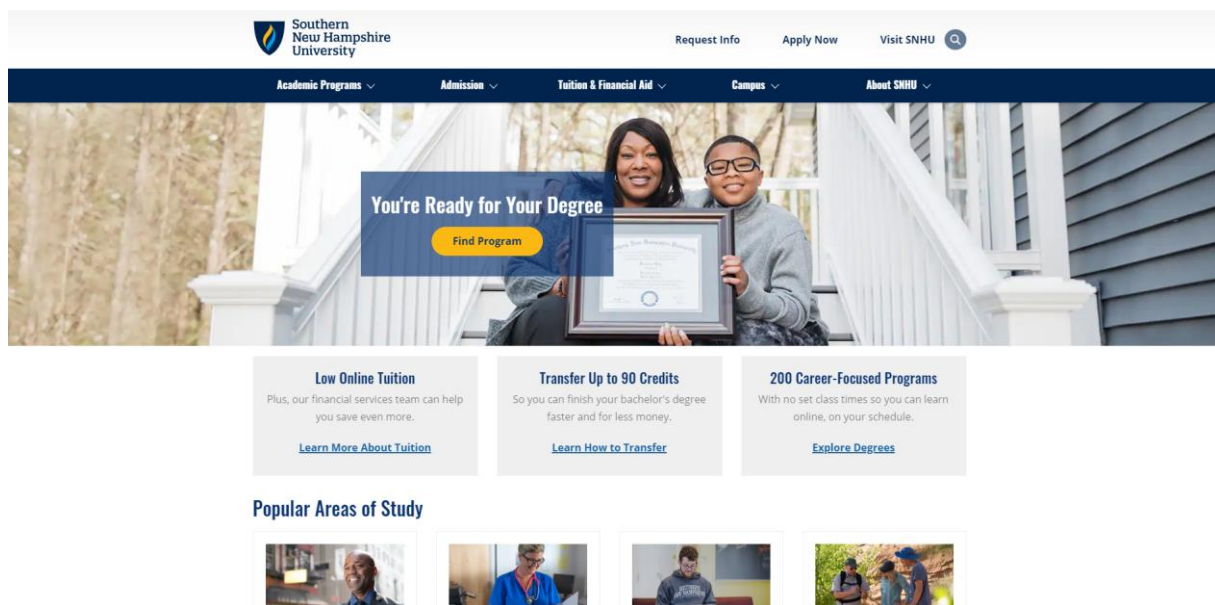 Southern
New Hampshire
University
Request Info
Apply Now
Visit SNHU
Academic Programs
Admission
Tuition & Financial Aid
Campus
About SNHU
You're Ready for Your Degree
Find Program
Low Online Tuition
Plus, our financial services team can help
you save even more.
Learn More About Tuition
Transfer Up to 90 Credits
So you can finish your bachelor's degree
faster and for less money.
Learn How to Transfer
200 Career-Focused Programs
With no set class times so you can learn
online, on your schedule.
Explore Degrees
Popular Areas of Study